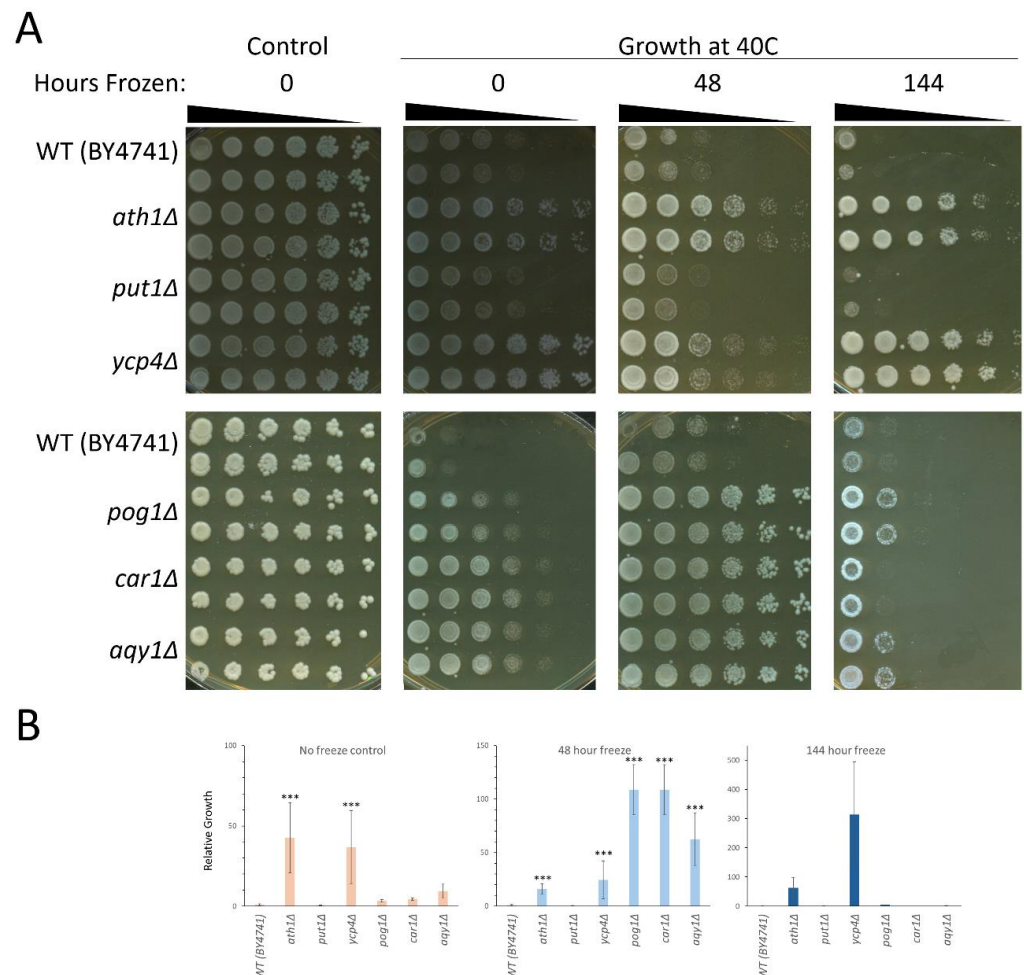 A
Control Growth at 40C
Hours Frozen: 0 0 48 144
WT (BY4741)
ath1Δ
put1Δ
ycp4Δ
WT (BY4741)
pog1Δ
car1Δ
aqy1Δ
B
No freeze control
Relative Growth
100
50
0
***
***
WT (BY4741) ath1Δ put1Δ ycp4Δ pog1Δ car1Δ aqy1Δ
48 hour freeze
150
100
50
0
***
***
***
***
***
WT (BY4741) ath1Δ put1Δ ycp4Δ pog1Δ car1Δ aqy1Δ
144 hour freeze
500
400
300
200
100
0
WT (BY4741) ath1Δ put1Δ ycp4Δ pog1Δ car1Δ aqy1Δ